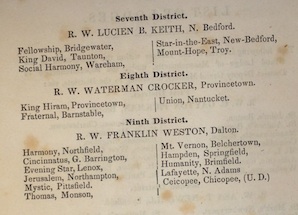 Seventh District.
R. W. LUCIEN B. KEITH, N. Bedford.
Fellowship, Bridgewater,
King David, Taunton,
Social Harmony, Wareham,
Star-in-the-East, New-Bedford,
Mount-Hope, Troy.
Eighth District.
R. W. WATERMAN CROCKER, Provincetown.
King Hiram, Provincetown,
Fraternal, Barnstable,
Union, Nantucket.
Ninth District.
R. W. FRANKLIN WESTON, Dalton.
Harmony, Northfield,
Cincinnatus, G. Barrington,
Evening Star, Lenox,
Jerusalem, Northampton,
Mystic, Pittsfield.
Thomas, Monson,
Mt. Vernon, Belchertown,
Hampden, Springfield,
Humanity, Brimfield.
Lafayette, N. Adams
Ceicopee, Chicopee, (U. D.)